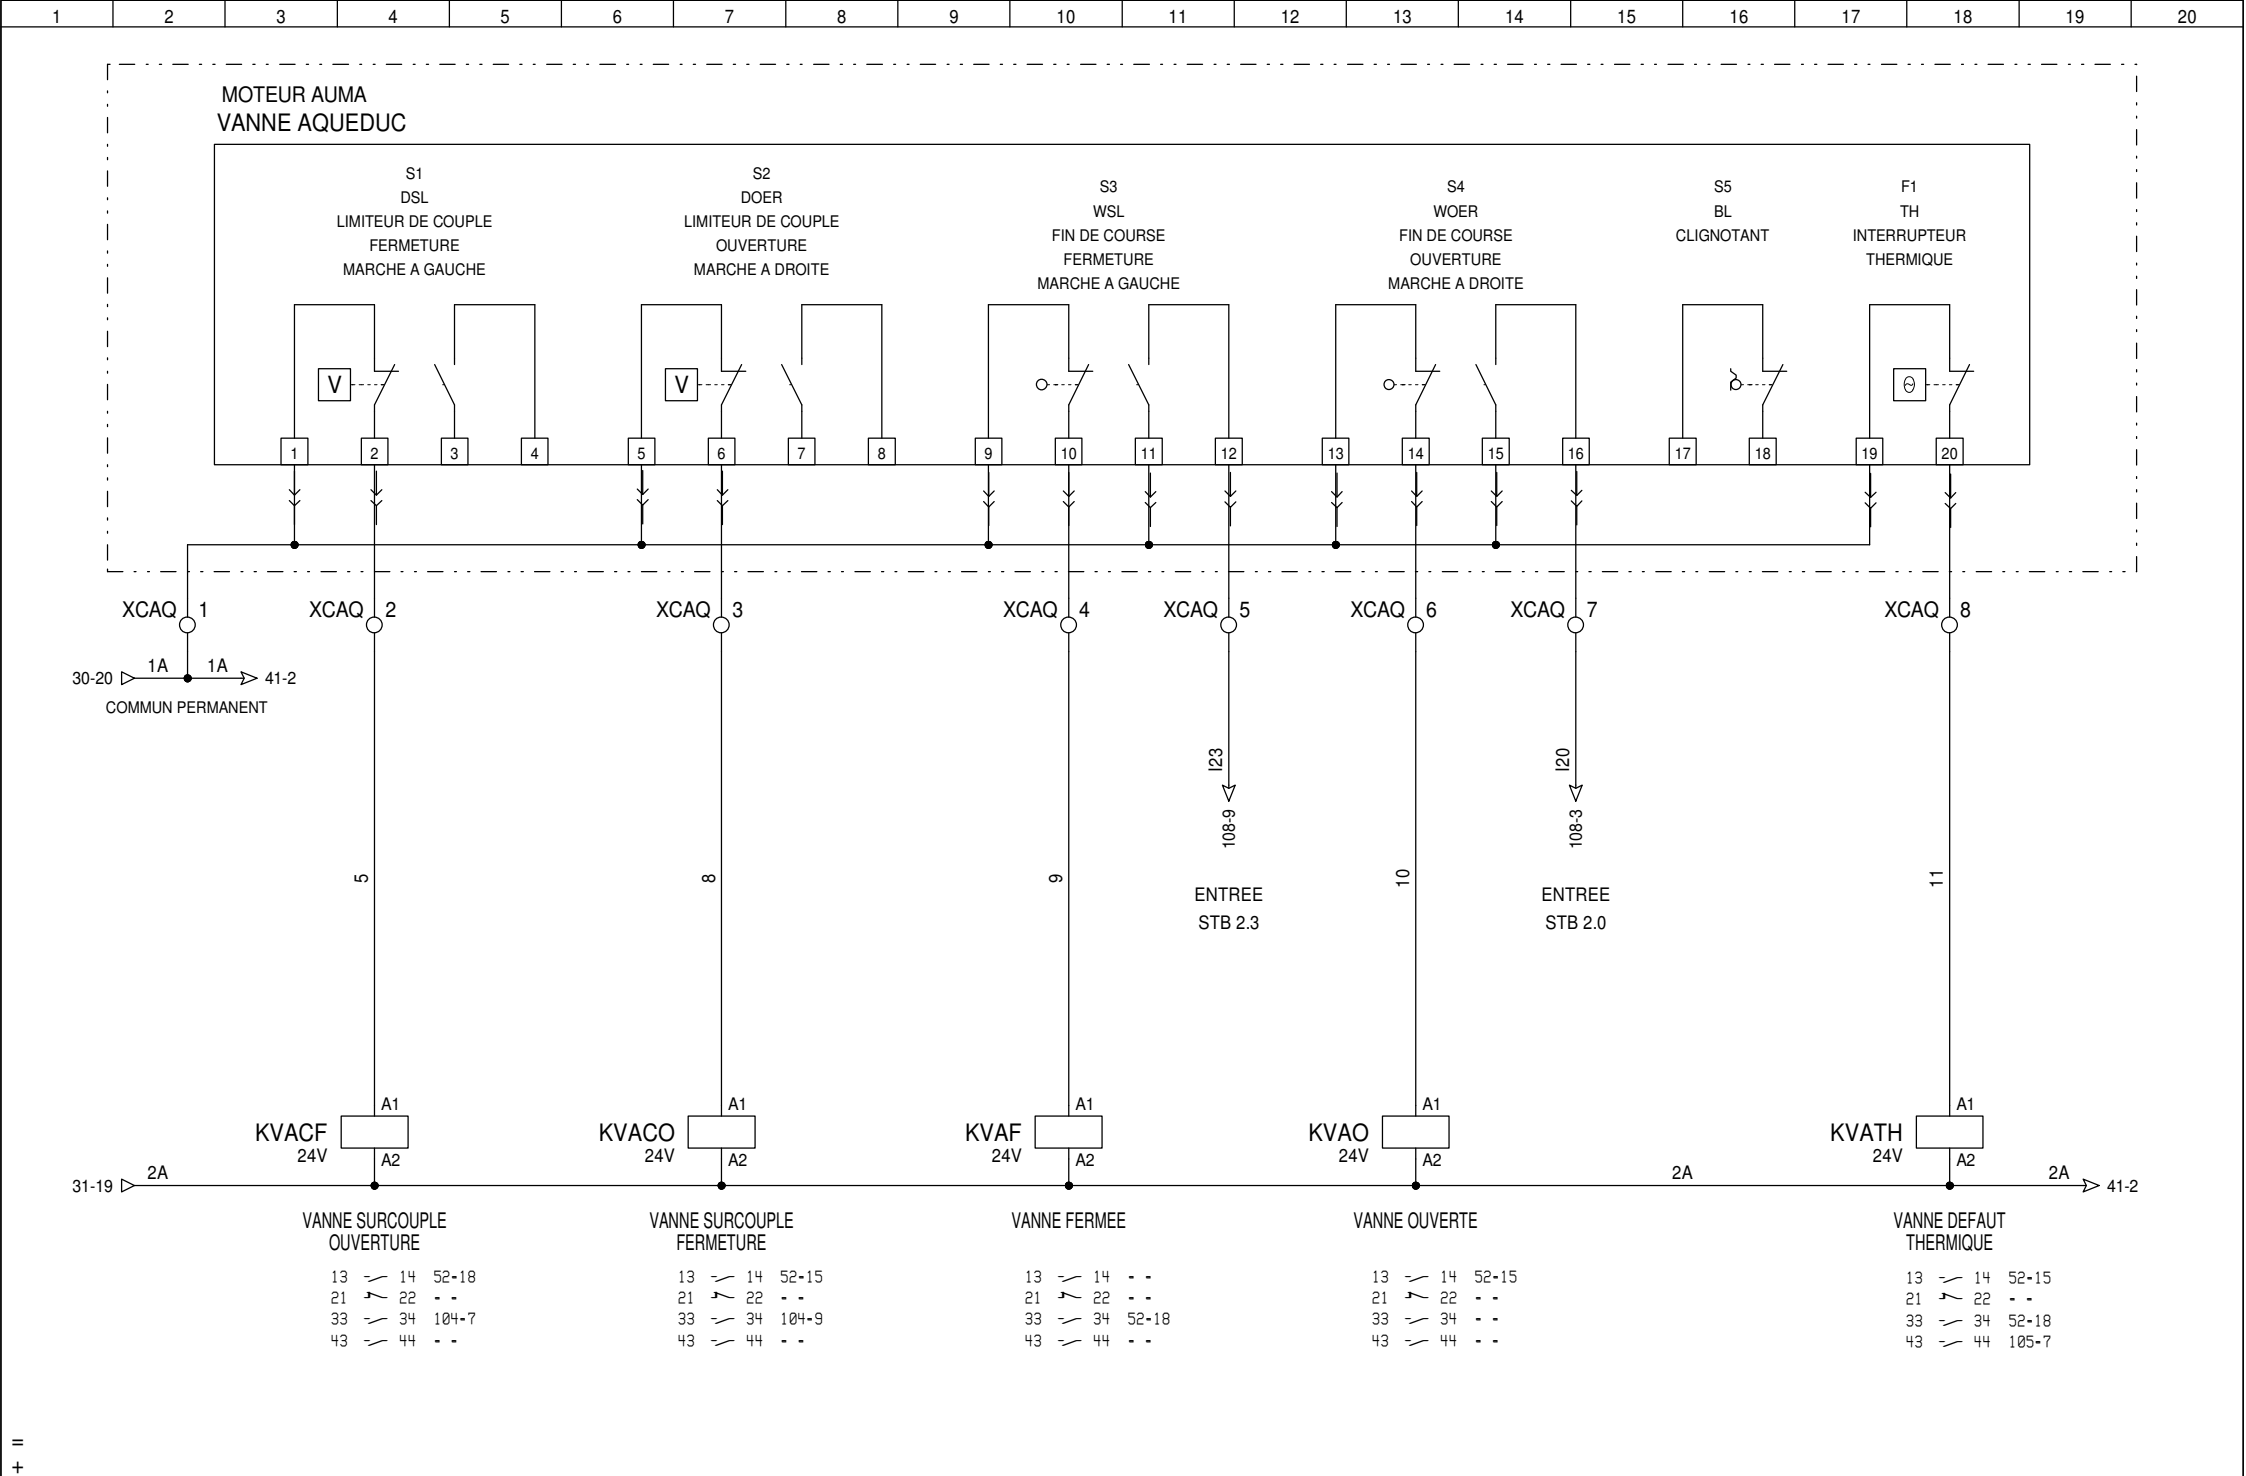 1 2 3 4 5 6 7 8 9 10 11 12 13 14 15 16 17 18 19 20
MOTEUR AUMA
VANNE AQUEDUC
S1
DSL
LIMITEUR DE COUPLE
FERMETURE
MARCHE A GAUCHE
S2
DOER
LIMITEUR DE COUPLE
OUVERTURE
MARCHE A DROITE
S3
WSL
FIN DE COURSE
FERMETURE
MARCHE A GAUCHE
S4
WOER
FIN DE COURSE
OUVERTURE
MARCHE A DROITE
S5
BL
CLIGNOTANT
F1
TH
INTERRUPTEUR
THERMIQUE
V V Θ
1 2 3 4 5 6 7 8 9 10 11 12 13 14 15 16 17 18 19 20
XCAQ 1 XCAQ 2 XCAQ 3 XCAQ 4 XCAQ 5 XCAQ 6 XCAQ 7 XCAQ 8
30-20 1A 1A 41-2
COMMUN PERMANENT
I23
108-9
ENTREE
STB 2.3
I20
108-3
ENTREE
STB 2.0
5 8 9 10 11
A1 A1 A1 A1 A1
KVACF KVACO KVAF KVAO KVATH
24V 24V 24V 24V 24V
A2 A2 A2 A2 A2
31-19 2A 2A 2A 41-2
VANNE SURCOUPLE
OUVERTURE
13 14 52-18
21 22 - -
33 34 104-7
43 44 - -
VANNE SURCOUPLE
FERMETURE
13 14 52-15
21 22 - -
33 34 104-9
43 44 - -
VANNE FERMEE
13 14 - -
21 22 - -
33 34 52-18
43 44 - -
VANNE OUVERTE
13 14 52-15
21 22 - -
33 34 - -
43 44 - -
VANNE DEFAUT
THERMIQUE
13 14 52-15
21 22 - -
33 34 52-18
43 44 105-7
=
+